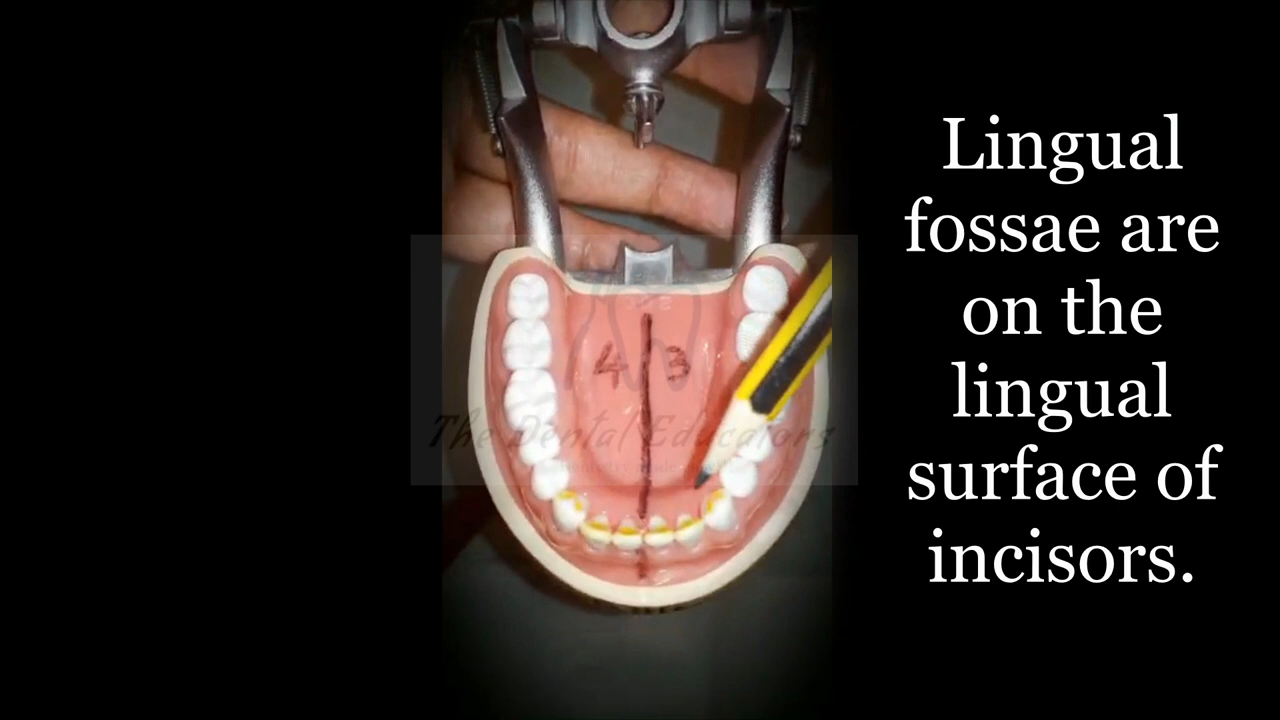 Lingual
fossae are
on the
lingual
surface of
incisors.
4 3
The Dental Educators